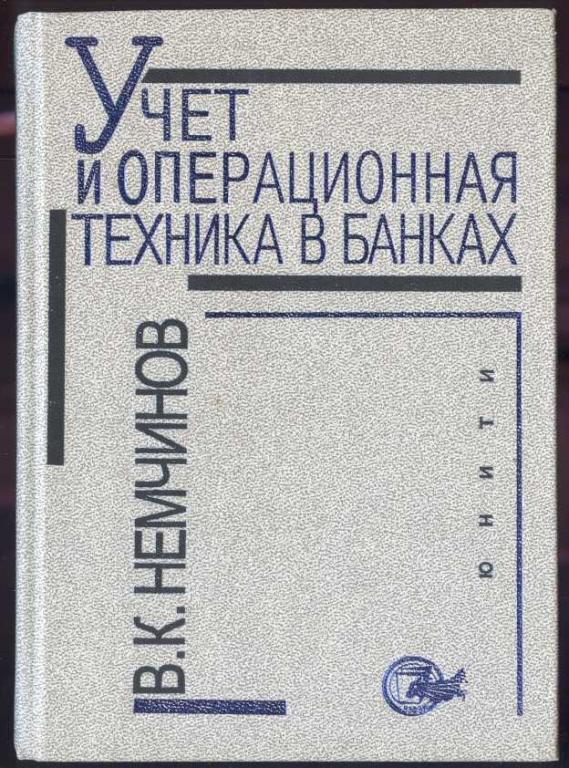 Учет
и операционная
техника в банках
В.К. НЕМЧИНОВ
ЮНИТИ